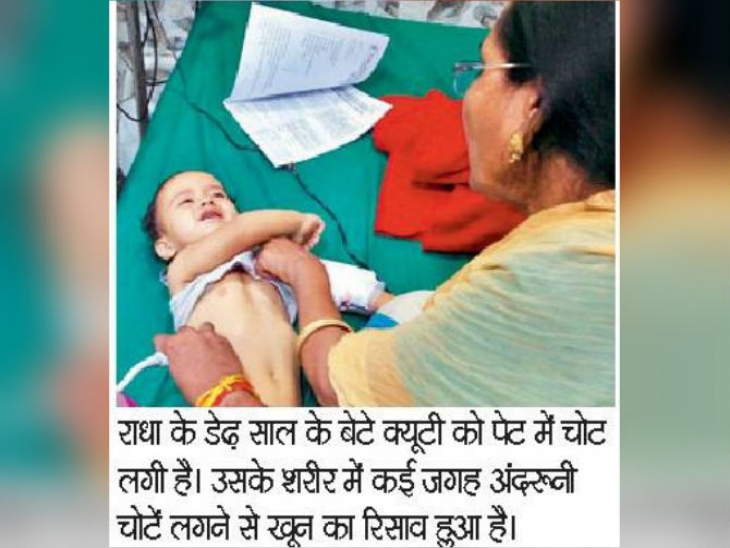 राधा के डेढ़ साल के बेटे क्यूटी को पेट में चोट
लगी है। उसके शरीर में कई जगह अंदरूनी
चोटें लगने से खून का रिसाव हुआ है।